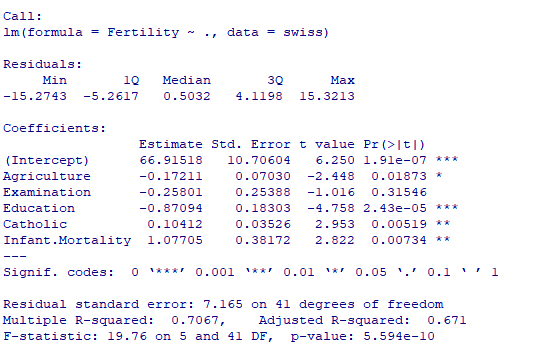 Call:
lm(formula = Fertility ~ ., data = swiss)
Residuals:
     Min       1Q   Median       3Q      Max
-15.2743  -5.2617   0.5032   4.1198  15.3213
Coefficients:
                 Estimate Std. Error t value Pr(>|t|)
(Intercept)      66.91518   10.70604   6.250 1.91e-07 ***
Agriculture      -0.17211    0.07030  -2.448  0.01873 *
Examination      -0.25801    0.25388  -1.016  0.31546
Education        -0.87094    0.18303  -4.758 2.43e-05 ***
Catholic          0.10412    0.03526   2.953  0.00519 **
Infant.Mortality  1.07705    0.38172   2.822  0.00734 **
---
Signif. codes:  0 ‘***’ 0.001 ‘**’ 0.01 ‘*’ 0.05 ‘.’ 0.1 ‘ ’ 1
Residual standard error: 7.165 on 41 degrees of freedom
Multiple R-squared:  0.7067,    Adjusted R-squared:  0.671
F-statistic: 19.76 on 5 and 41 DF,  p-value: 5.594e-10